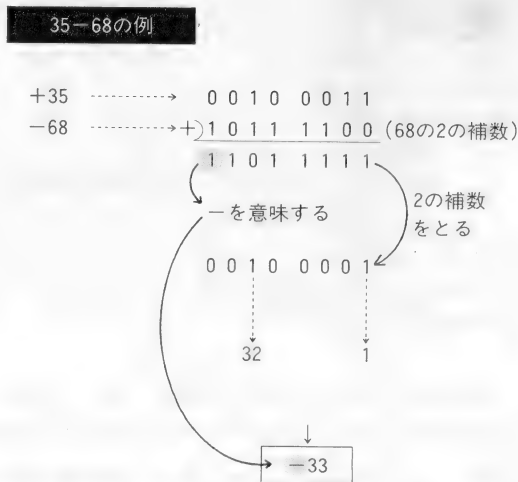 35－68の例
+35 → 0010 0011
−68 → +)1011 1100(68の2の補数)
1101 1111
−を意味する
2の補数
をとる
0010 0001
32 1
−33